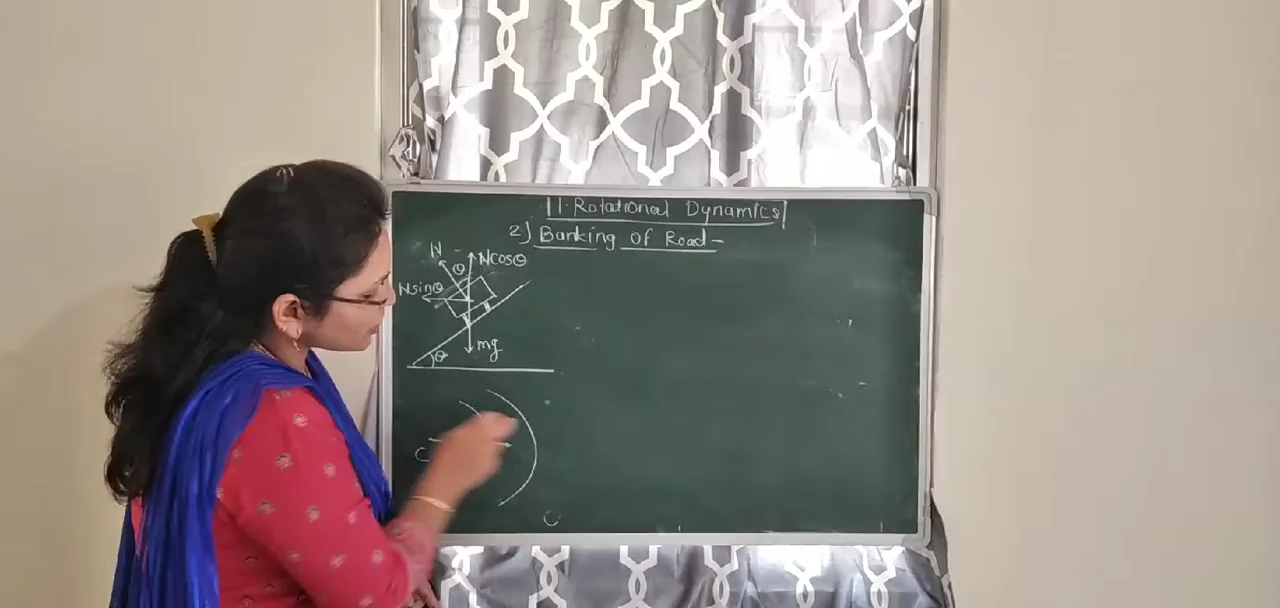 1. Rotational Dynamics
2) Banking of Road -
N
θ
Ncosθ
Nsinθ
mg
θ
C